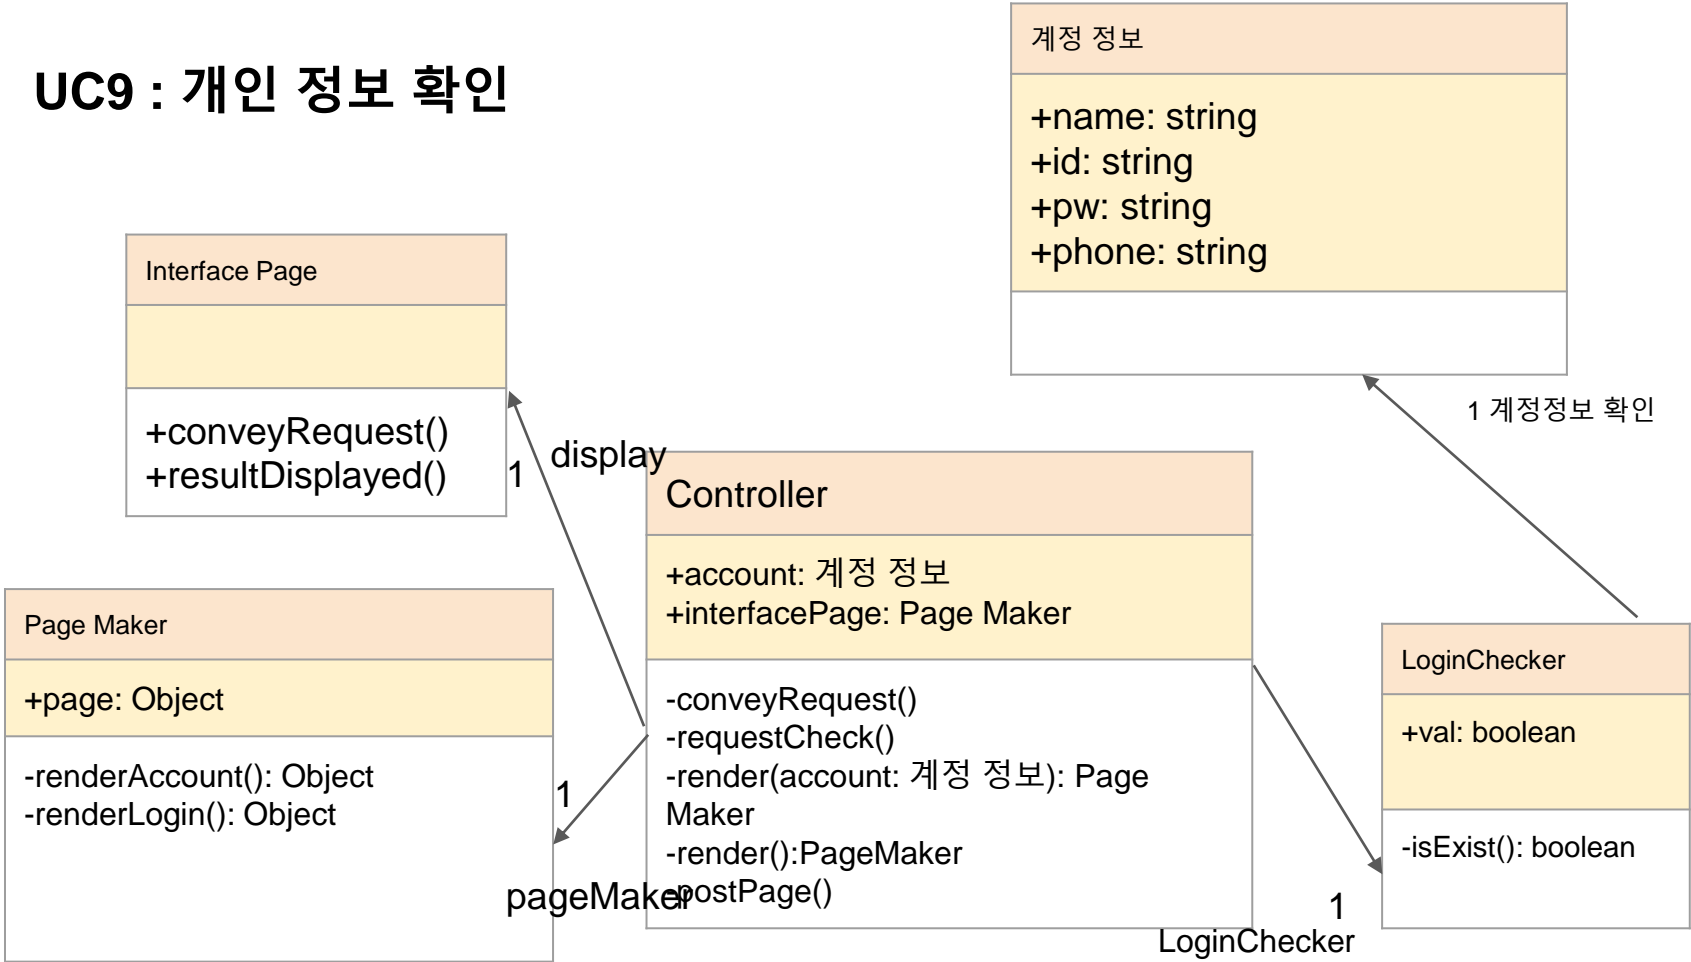 UC9 : 개인 정보 확인
계정 정보
+name: string
+id: string
+pw: string
+phone: string
Interface Page
+conveyRequest()
+resultDisplayed()
1
display
1 계정정보 확인
Controller
+account: 계정 정보
+interfacePage: Page Maker
-conveyRequest()
-requestCheck()
-render(account: 계정 정보): Page
Maker
-render():PageMaker
-postPage()
Page Maker
+page: Object
-renderAccount(): Object
-renderLogin(): Object
1
pageMaker
LoginChecker
+val: boolean
-isExist(): boolean
1
LoginChecker